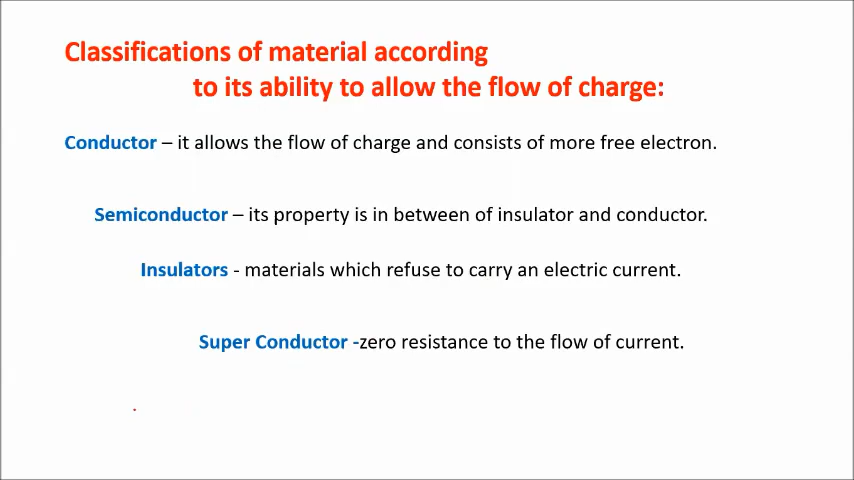 Classifications of material according
to its ability to allow the flow of charge:
Conductor – it allows the flow of charge and consists of more free electron.
Semiconductor – its property is in between of insulator and conductor.
Insulators - materials which refuse to carry an electric current.
Super Conductor -zero resistance to the flow of current.